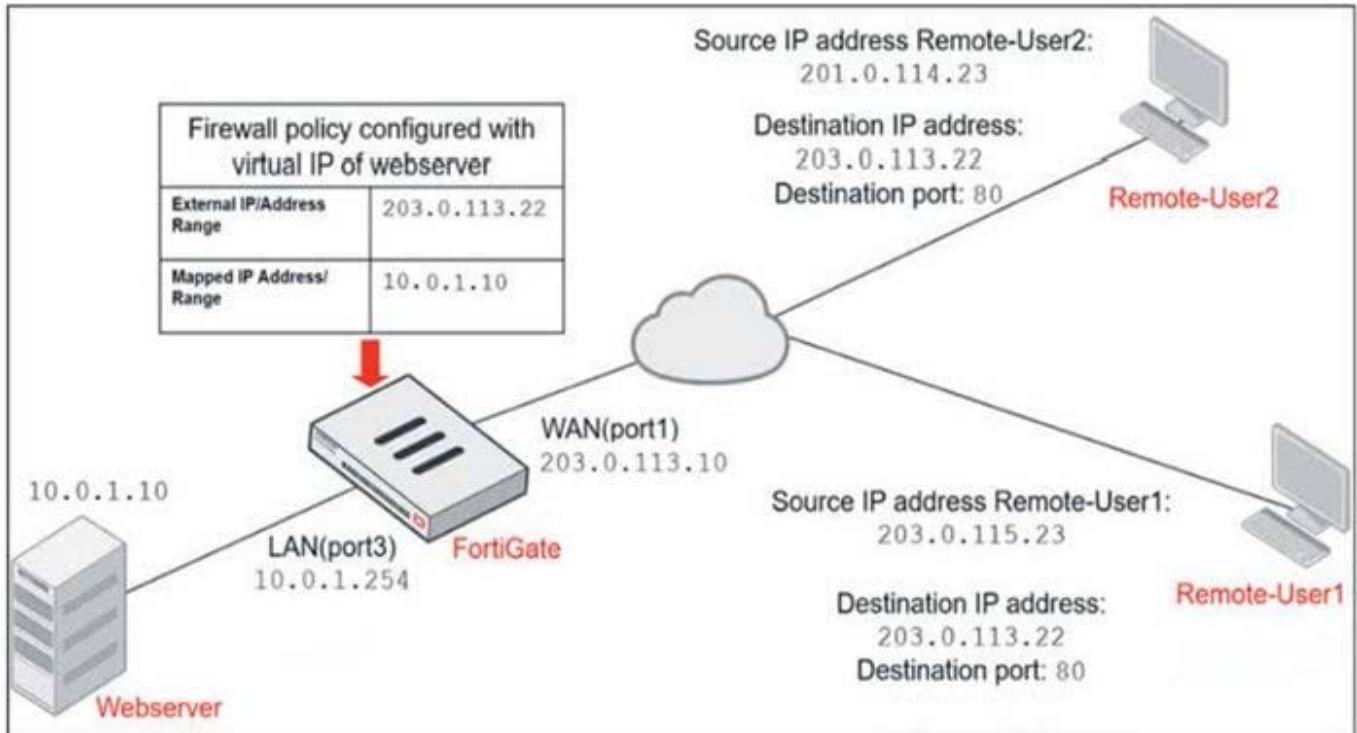 Source IP address Remote-User2:
201.0.114.23
Destination IP address:
203.0.113.22
Destination port: 80
Remote-User2
Firewall policy configured with
virtual IP of webserver
External IP/Address
Range
203.0.113.22
Mapped IP Address/
Range
10.0.1.10
WAN(port1)
203.0.113.10
10.0.1.10
LAN(port3)
10.0.1.254
FortiGate
Webserver
Source IP address Remote-User1:
203.0.115.23
Destination IP address:
203.0.113.22
Destination port: 80
Remote-User1